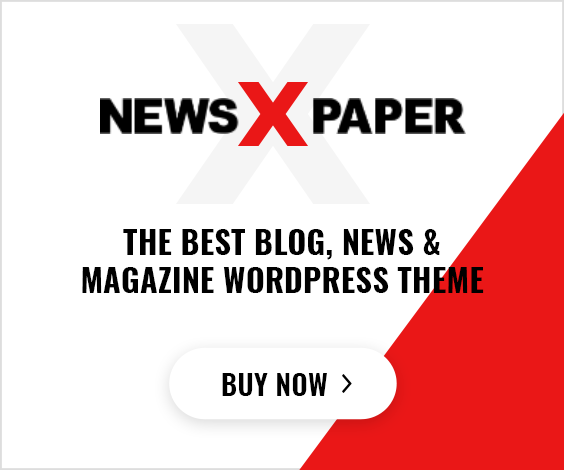 NEWS X PAPER
THE BEST BLOG, NEWS &
MAGAZINE WORDPRESS THEME
BUY NOW